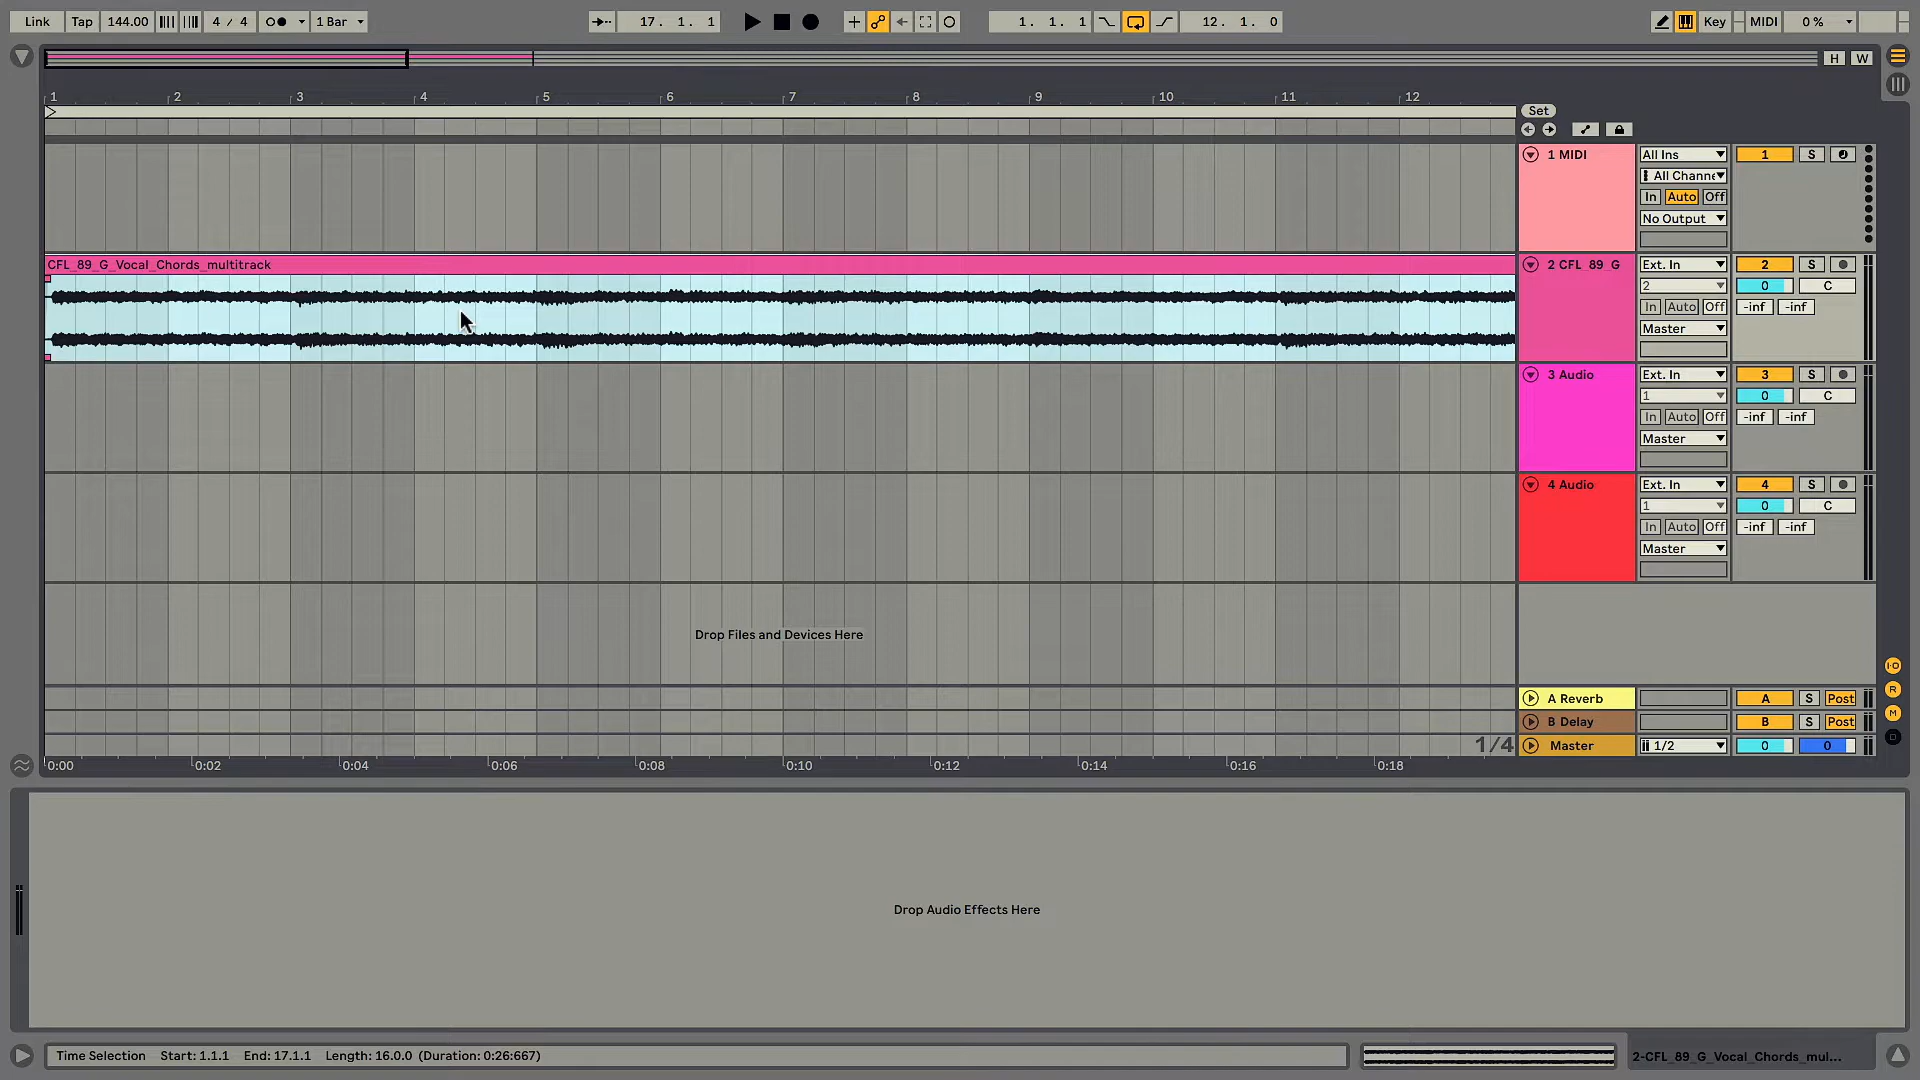 Link Tap 144.00 4 / 4 1 Bar 17. 1. 1 1. 1. 1 12. 1. 0 Key MIDI 0 %
H W
1 2 3 4 5 6 7 8 9 10 11 12
Set
1 MIDI All Ins 1 S
All Channe
In Auto Off
No Output
CFL_89_G_Vocal_Chords_multitrack
2 CFL_89_G Ext. In 2 S
2 0 C
In Auto Off -inf -inf
Master
3 Audio Ext. In 3 S
1 0 C
In Auto Off -inf -inf
Master
4 Audio Ext. In 4 S
1 0 C
In Auto Off -inf -inf
Master
Drop Files and Devices Here
I·O
R
A Reverb A S Post
M
B Delay B S Post
D
1/4 Master 1/2 0 0
0:00 0:02 0:04 0:06 0:08 0:10 0:12 0:14 0:16 0:18
Drop Audio Effects Here
Time Selection Start: 1.1.1 End: 17.1.1 Length: 16.0.0 (Duration: 0:26:667)
2-CFL_89_G_Vocal_Chords_mul...